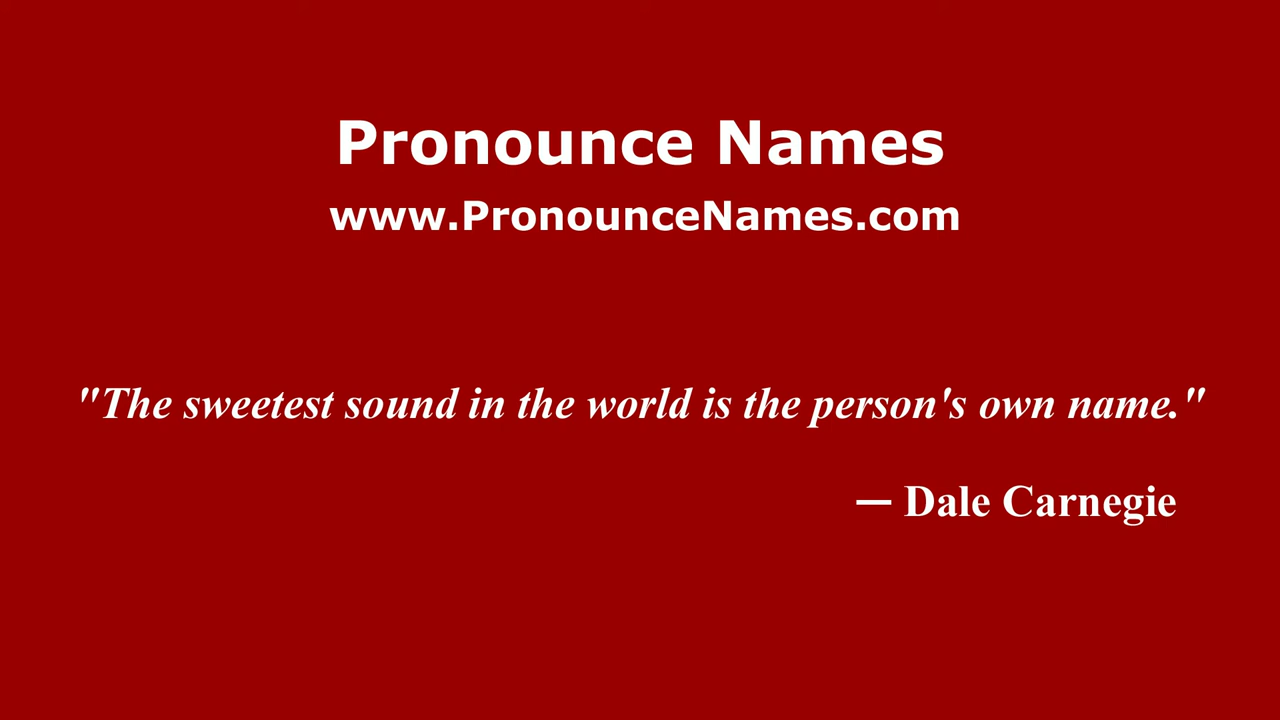 Pronounce Names
www.PronounceNames.com
"The sweetest sound in the world is the person's own name."
— Dale Carnegie